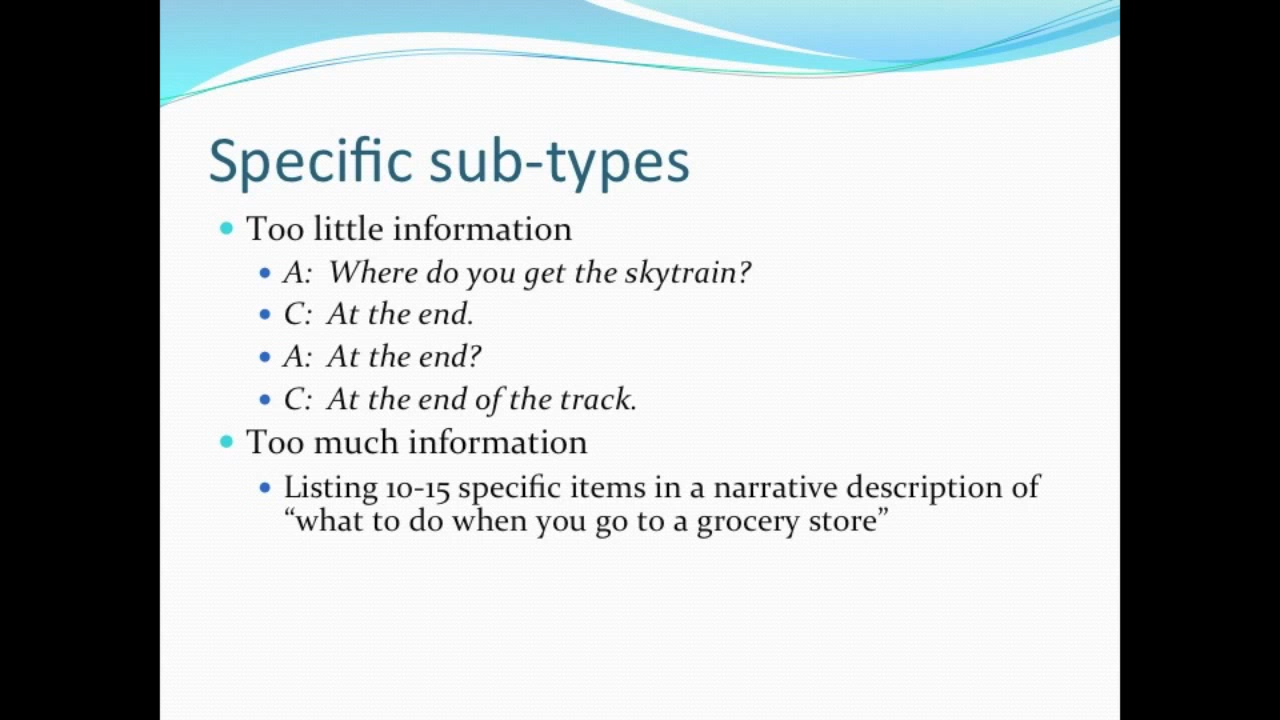 Specific sub-types
Too little information
A: Where do you get the skytrain?
C: At the end.
A: At the end?
C: At the end of the track.
Too much information
Listing 10-15 specific items in a narrative description of
“what to do when you go to a grocery store”